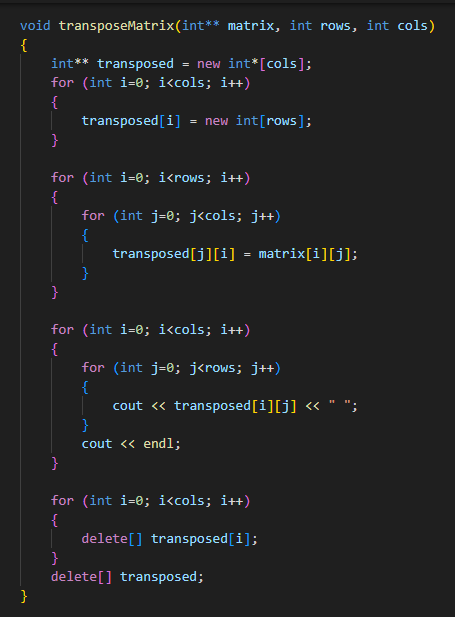 void transposeMatrix(int** matrix, int rows, int cols)
{
    int** transposed = new int*[cols];
    for (int i=0; i<cols; i++)
    {
        transposed[i] = new int[rows];
    }

    for (int i=0; i<rows; i++)
    {
        for (int j=0; j<cols; j++)
        {
            transposed[j][i] = matrix[i][j];
        }
    }

    for (int i=0; i<cols; i++)
    {
        for (int j=0; j<rows; j++)
        {
            cout << transposed[i][j] << " ";
        }
        cout << endl;
    }

    for (int i=0; i<cols; i++)
    {
        delete[] transposed[i];
    }
    delete[] transposed;
}